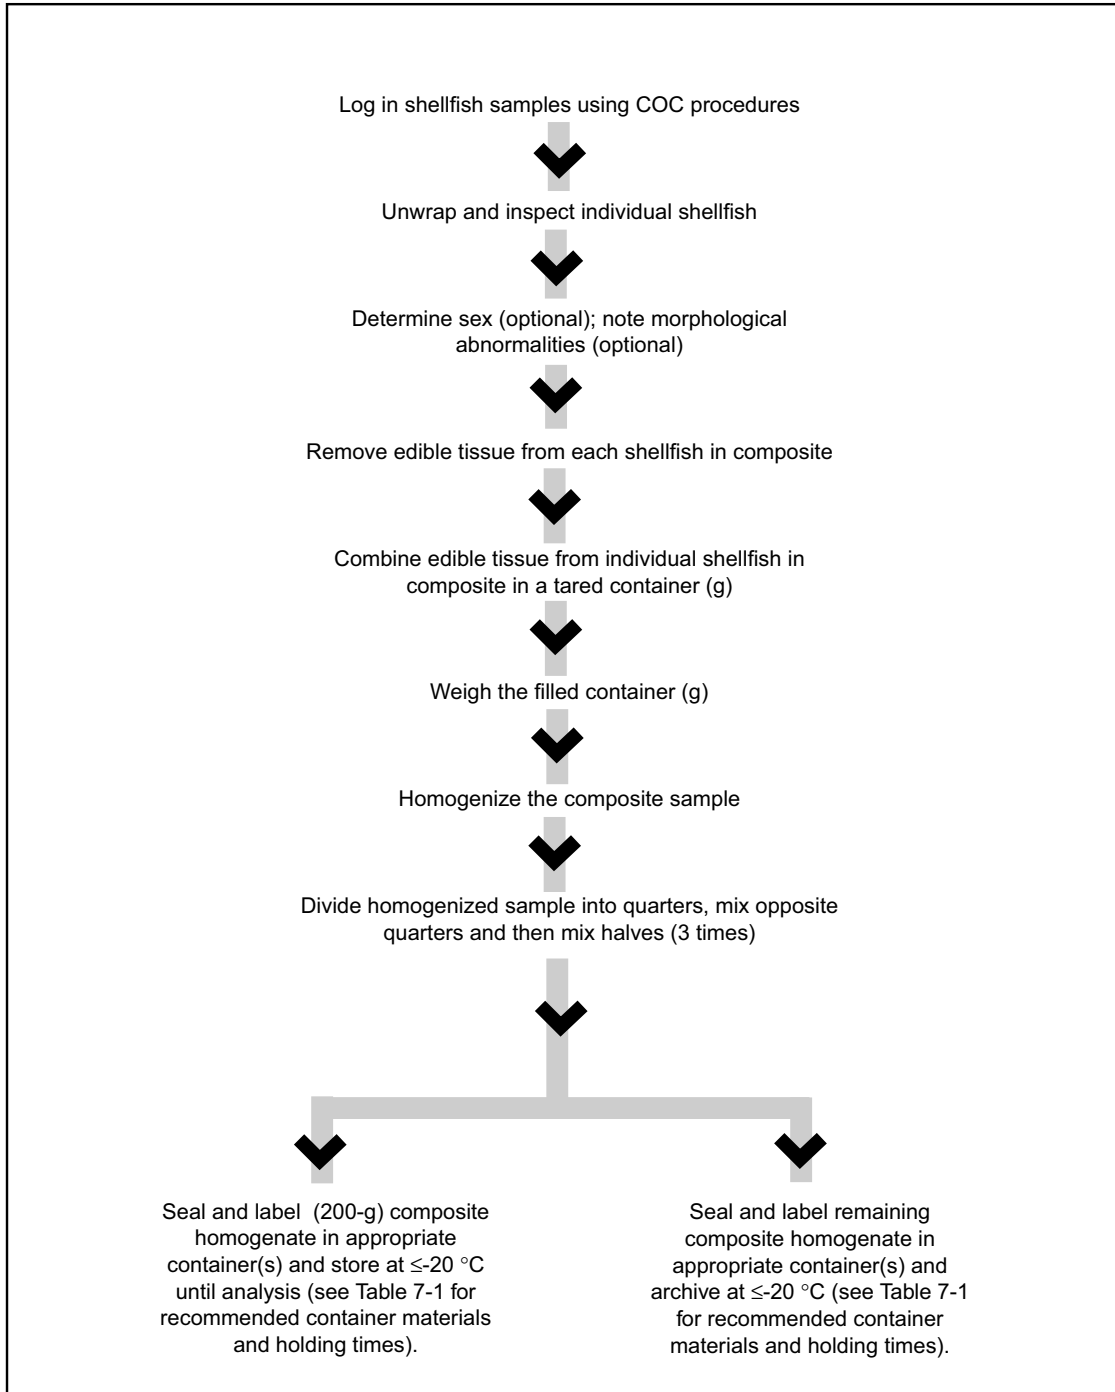 Log in shellfish samples using COC procedures
Unwrap and inspect individual shellfish
Determine sex (optional); note morphological
abnormalities (optional)
Remove edible tissue from each shellfish in composite
Combine edible tissue from individual shellfish in
composite in a tared container (g)
Weigh the filled container (g)
Homogenize the composite sample
Divide homogenized sample into quarters, mix opposite
quarters and then mix halves (3 times)
Seal and label  (200-g) composite
homogenate in appropriate
container(s) and store at ≤-20 °C
until analysis (see Table 7-1 for
recommended container materials
and holding times).
Seal and label remaining
composite homogenate in
appropriate container(s) and
archive at ≤-20 °C (see Table 7-1
for recommended container
materials and holding times).